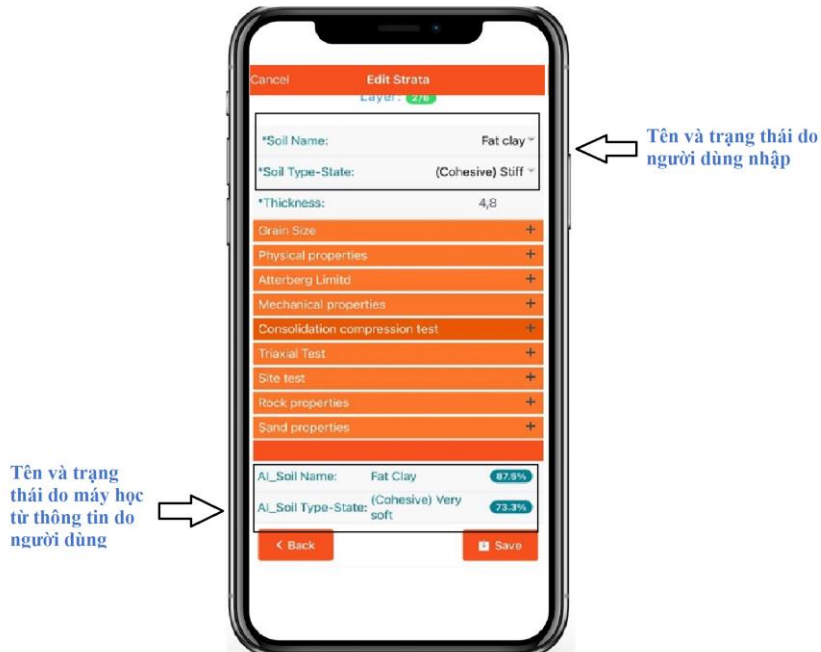 Cancel Edit Strata
Layer: 2/6
*Soil Name: Fat clay
*Soil Type-State: (Cohesive) Stiff
*Thickness: 4,8
Grain Size +
Physical properties +
Atterberg Limitd +
Mechanical properties +
Consolidation compression test +
Triaxial Test +
Site test +
Rock properties +
Sand properties +
AI_Soil Name: Fat Clay 87.5%
AI_Soil Type-State: (Cohesive) Very soft 73.3%
< Back Save
Tên và trạng thái do
người dùng nhập
Tên và trạng
thái do máy học
từ thông tin do
người dùng